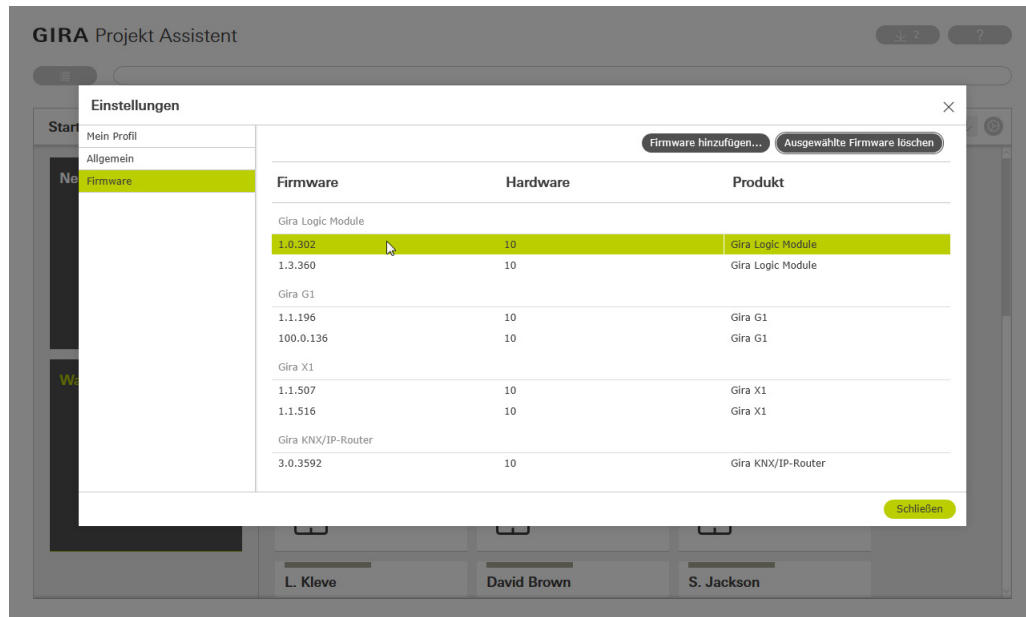 GIRA Projekt Assistent
2
?
Einstellungen
Start
Mein Profil
Firmware hinzufügen... Ausgewählte Firmware löschen
Allgemein
Firmware
Firmware Hardware Produkt
Gira Logic Module
1.0.302 10 Gira Logic Module
1.3.360 10 Gira Logic Module
Gira G1
1.1.196 10 Gira G1
100.0.136 10 Gira G1
Gira X1
1.1.507 10 Gira X1
1.1.516 10 Gira X1
Gira KNX/IP-Router
3.0.3592 10 Gira KNX/IP-Router
Schließen
L. Kleve David Brown S. Jackson